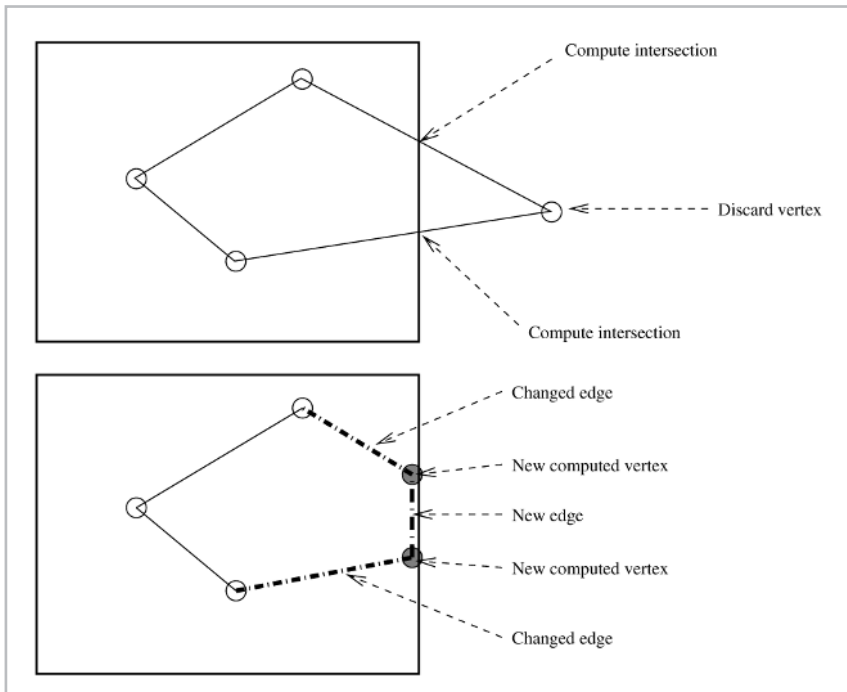 Compute intersection
Discard vertex
Compute intersection
Changed edge
New computed vertex
New edge
New computed vertex
Changed edge